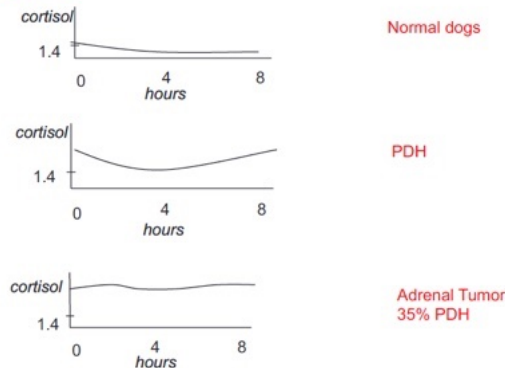 cortisol
Normal dogs
1.4
0 4 8
hours
cortisol
PDH
1.4
0 4 8
hours
cortisol
Adrenal Tumor
35% PDH
1.4
0 4 8
hours